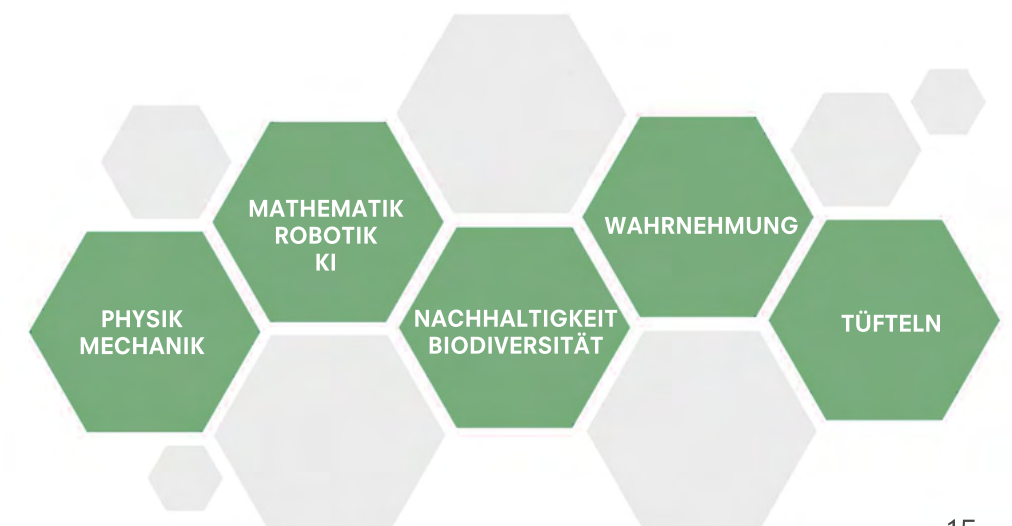 PHYSIK
MECHANIK
MATHEMATIK
ROBOTIK
KI
NACHHALTIGKEIT
BIODIVERSITÄT
WAHRNEHMUNG
TÜFTELN
15